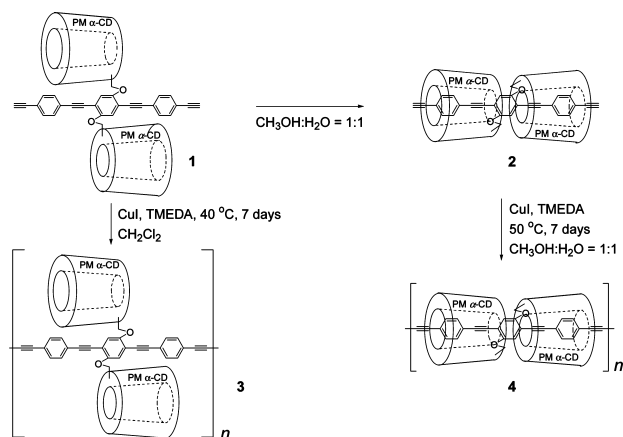 PM α-CD
O
O
PM α-CD
1
CH₃OH:H₂O = 1:1
PM α-CD
O
O
PM α-CD
2
CuI, TMEDA, 40 °C, 7 days
CH₂Cl₂
CuI, TMEDA
50 °C, 7 days
CH₃OH:H₂O = 1:1
PM α-CD
O
O
PM α-CD
3
n
PM α-CD
O
O
PM α-CD
4
n